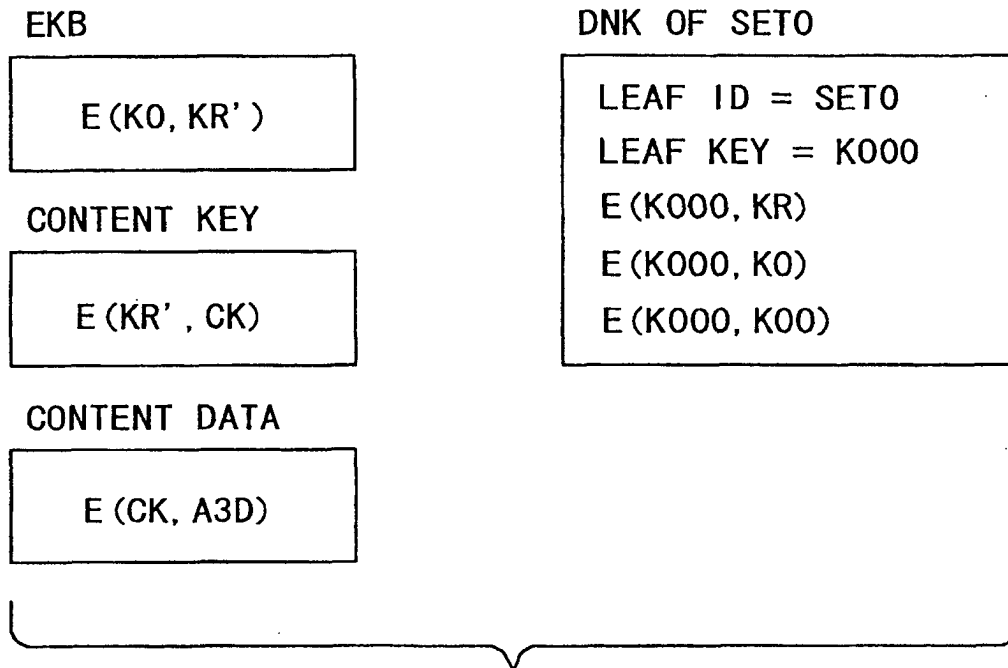 EKB
E(K0, KR')
CONTENT KEY
E(KR', CK)
CONTENT DATA
E(CK, A3D)
DNK OF SET0
LEAF ID = SET0
LEAF KEY = K000
E(K000, KR)
E(K000, K0)
E(K000, K00)